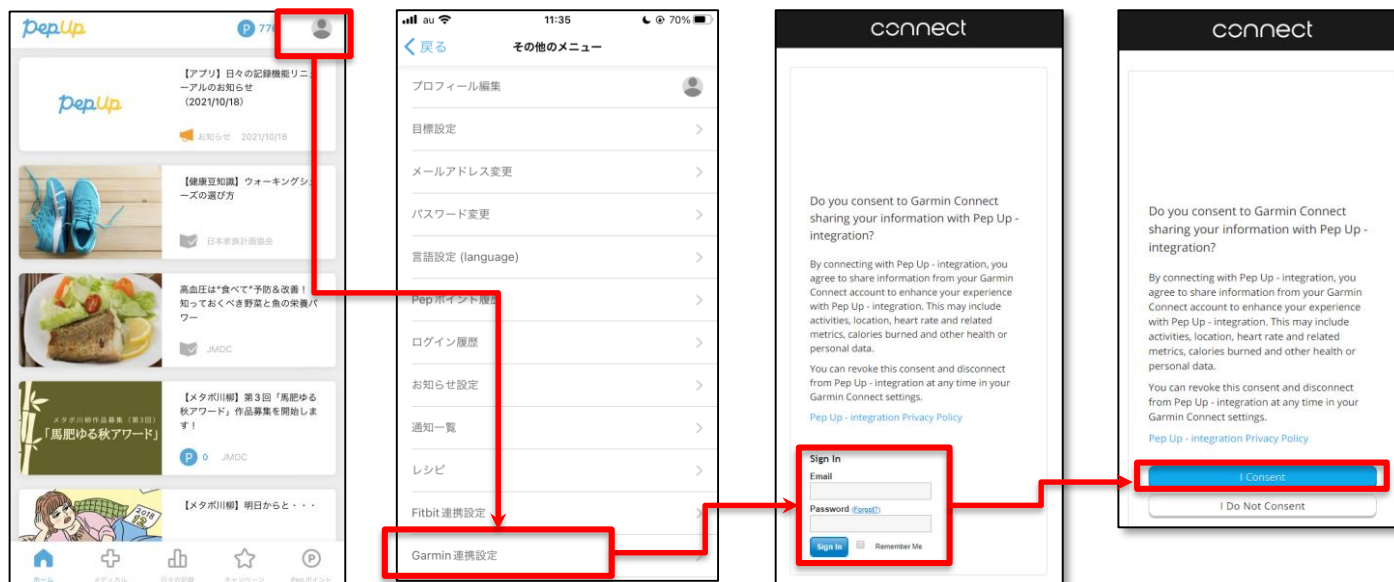 PepUp
P
PepUp
【アプリ】日々の記録機能リニュ
ーアルのお知らせ
（2021/10/18）
お知らせ 2021/10/18
【健康豆知識】ウォーキングシュ
ーズの選び方
日本家族計画協会
高血圧は"食べて"予防&改善！
知っておくべき野菜と魚の栄養パ
ワー
JMDC
メタボ川柳作品募集（第3回）
「馬肥ゆる秋アワード」
【メタボ川柳】第3回「馬肥ゆる
秋アワード」作品募集を開始しま
す！
P 0 JMDC
【メタボ川柳】明日からと・・・
ホーム メディカル 日々の記録 キャンペーン Pepポイント
au 11:35 70%
戻る その他のメニュー
プロフィール編集
目標設定
メールアドレス変更
パスワード変更
言語設定 (language)
Pepポイント履歴
ログイン履歴
お知らせ設定
通知一覧
レシピ
Fitbit 連携設定
Garmin 連携設定
connect
Do you consent to Garmin Connect
sharing your information with Pep Up -
integration?
By connecting with Pep Up - integration, you
agree to share information from your Garmin
Connect account to enhance your experience
with Pep Up - integration. This may include
activities, location, heart rate and related
metrics, calories burned and other health or
personal data.
You can revoke this consent and disconnect
from Pep Up - integration at any time in your
Garmin Connect settings.
Pep Up - integration Privacy Policy
Sign In
Email
Password (Forgot?)
Sign In Remember Me
connect
Do you consent to Garmin Connect
sharing your information with Pep Up -
integration?
By connecting with Pep Up - integration, you
agree to share information from your Garmin
Connect account to enhance your experience
with Pep Up - integration. This may include
activities, location, heart rate and related
metrics, calories burned and other health or
personal data.
You can revoke this consent and disconnect
from Pep Up - integration at any time in your
Garmin Connect settings.
Pep Up - integration Privacy Policy
I Consent
I Do Not Consent